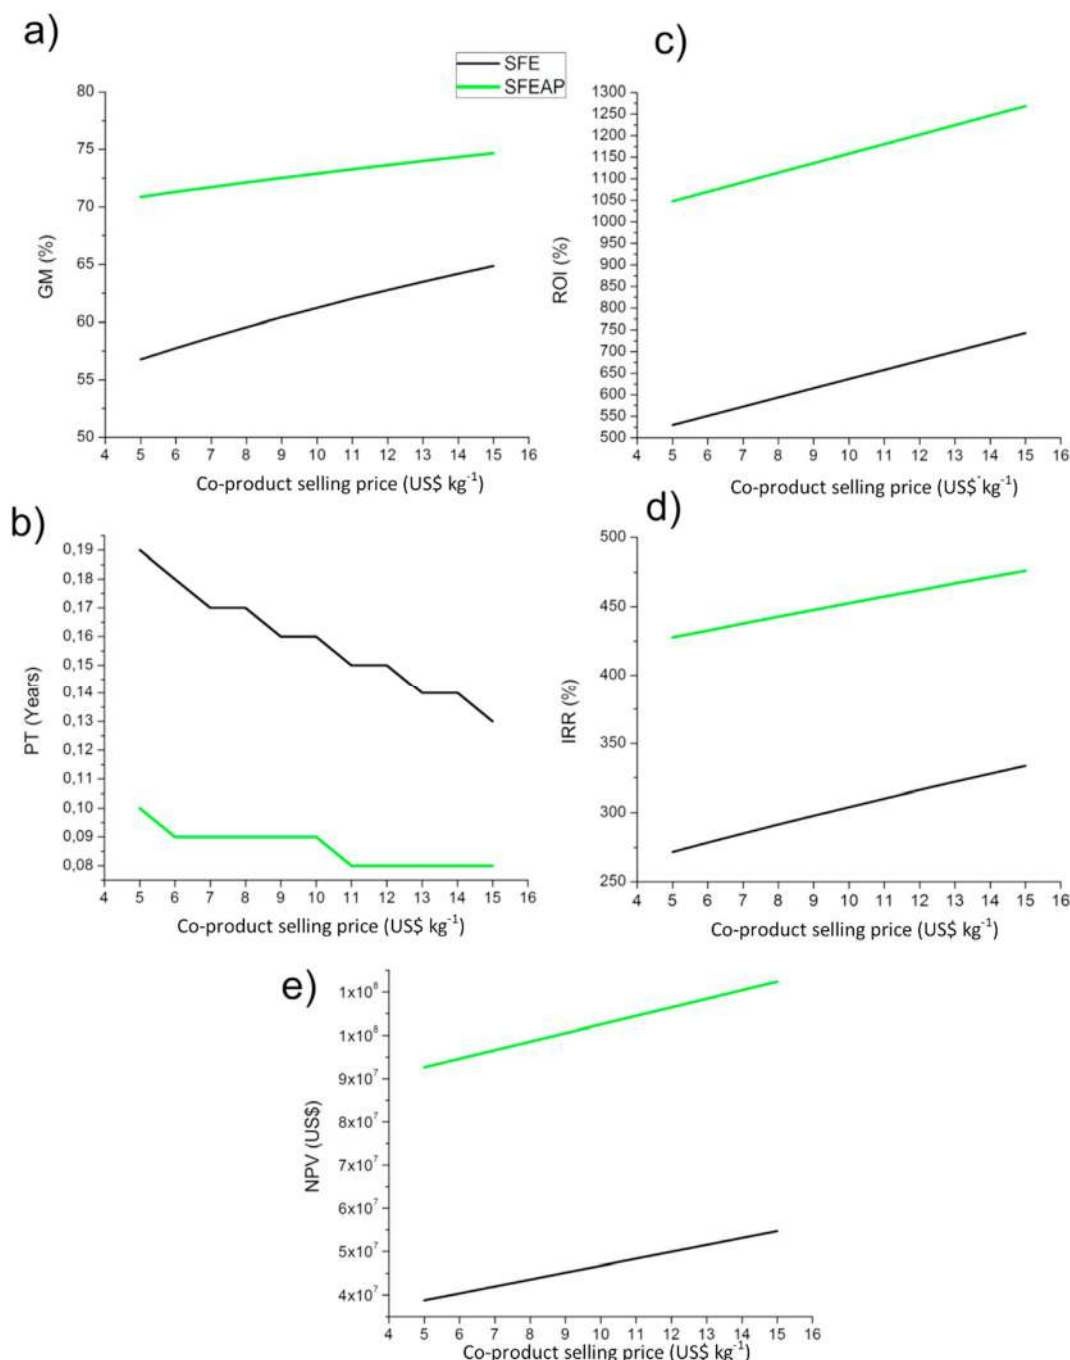 a)
SFE
SFEAP
80
75
70
65
60
55
50
GM (%)
4 5 6 7 8 9 10 11 12 13 14 15 16
Co-product selling price (US$ kg⁻¹)
c)
1300
1250
1200
1150
1100
1050
1000
950
900
850
800
750
700
650
600
550
500
ROI (%)
4 5 6 7 8 9 10 11 12 13 14 15 16
Co-product selling price (US$ kg⁻¹)
b)
0,19
0,18
0,17
0,16
0,15
0,14
0,13
0,12
0,11
0,10
0,09
0,08
PT (Years)
4 5 6 7 8 9 10 11 12 13 14 15 16
Co-product selling price (US$ kg⁻¹)
d)
500
450
400
350
300
250
IRR (%)
4 5 6 7 8 9 10 11 12 13 14 15 16
Co-product selling price (US$ kg⁻¹)
e)
1x10⁸
1x10⁸
9x10⁷
8x10⁷
7x10⁷
6x10⁷
5x10⁷
4x10⁷
NPV (US$)
4 5 6 7 8 9 10 11 12 13 14 15 16
Co-product selling price (US$ kg⁻¹)